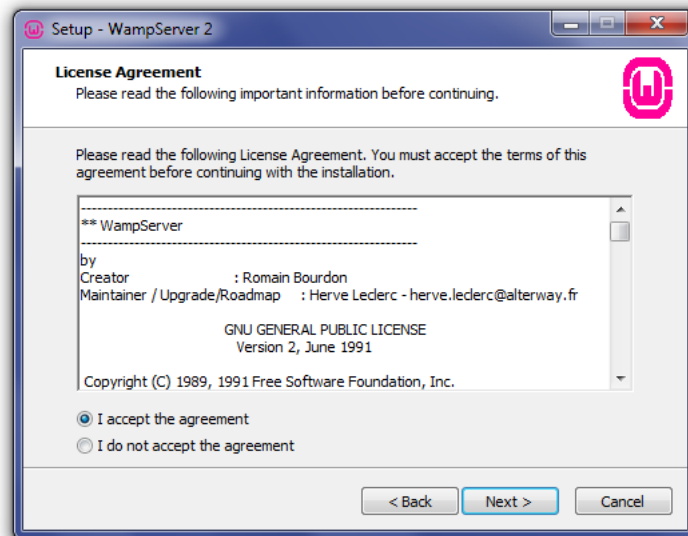 Setup - WampServer 2
License Agreement
Please read the following important information before continuing.
Please read the following License Agreement. You must accept the terms of this
agreement before continuing with the installation.
----------------------------------------------------------------
** WampServer
----------------------------------------------------------------
by
Creator : Romain Bourdon
Maintainer / Upgrade/Roadmap : Herve Leclerc - herve.leclerc@alterway.fr
GNU GENERAL PUBLIC LICENSE
Version 2, June 1991
Copyright (C) 1989, 1991 Free Software Foundation, Inc.
I accept the agreement
I do not accept the agreement
< Back Next > Cancel